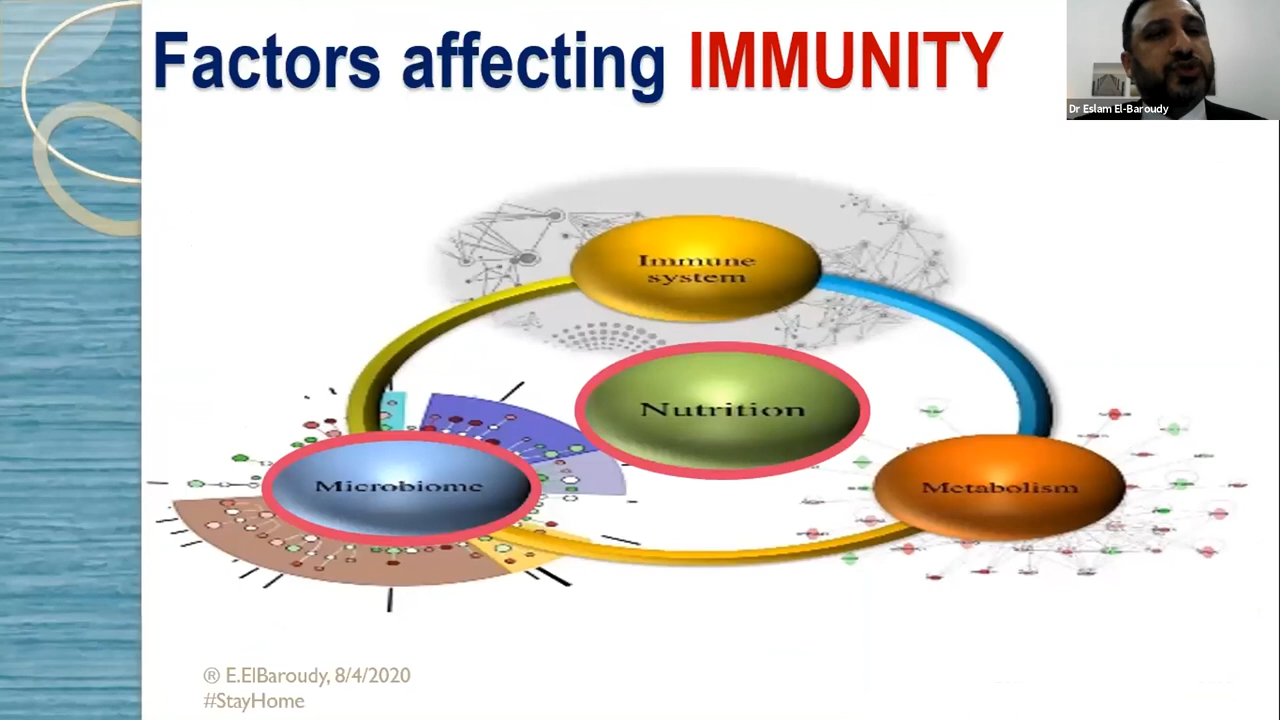 Factors affecting IMMUNITY
Dr Eslam El-Baroudy
Immune
system
Nutrition
Microbiome
Metabolism
® E.ElBaroudy, 8/4/2020
#StayHome